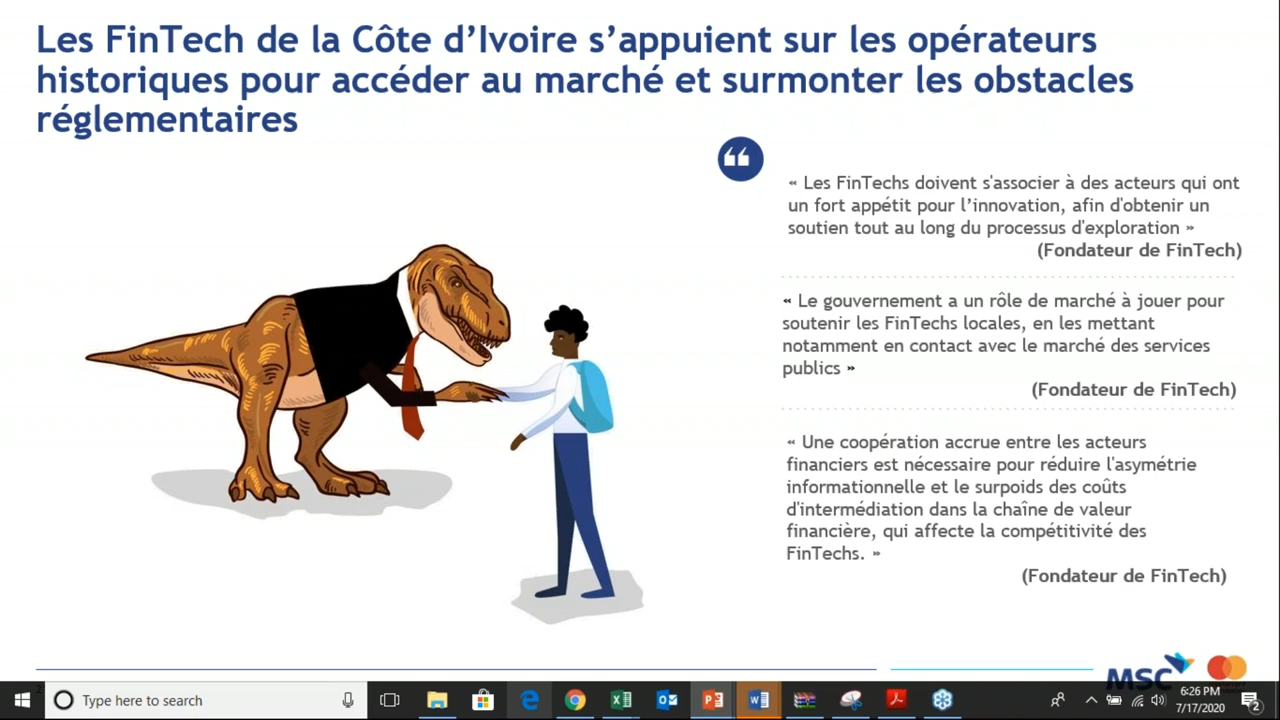 Les FinTech de la Côte d’Ivoire s’appuient sur les opérateurs
historiques pour accéder au marché et surmonter les obstacles
réglementaires
« Les FinTechs doivent s'associer à des acteurs qui ont
un fort appétit pour l’innovation, afin d'obtenir un
soutien tout au long du processus d'exploration »
(Fondateur de FinTech)
« Le gouvernement a un rôle de marché à jouer pour
soutenir les FinTechs locales, en les mettant
notamment en contact avec le marché des services
publics »
(Fondateur de FinTech)
« Une coopération accrue entre les acteurs
financiers est nécessaire pour réduire l'asymétrie
informationnelle et le surpoids des coûts
d'intermédiation dans la chaîne de valeur
financière, qui affecte la compétitivité des
FinTechs. »
(Fondateur de FinTech)
MSC
Type here to search
6:26 PM
7/17/2020
2